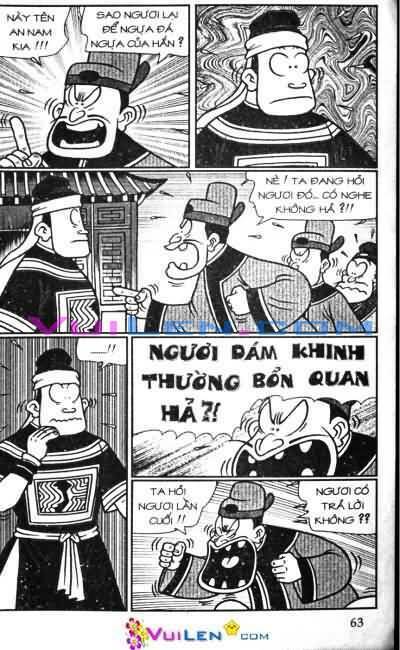 NÀY TÊN
AN NAM
KIA !!!
SAO NGƯƠI LẠI
ĐỂ NGỰA ĐÁ
NGỰA CỦA HẮN ?
NÈ ! TA ĐANG HỎI
NGƯƠI ĐÓ... CÓ NGHE
KHÔNG HẢ ?!!
VuiLen.com
......!!
NGƯƠI DÁM KHINH
THƯỜNG BỔN QUAN
HẢ ?!
TA HỎI
NGƯƠI LẦN
CUỐI !!
NGƯƠI CÓ
TRẢ LỜI
KHÔNG ??
63
VuiLen.com